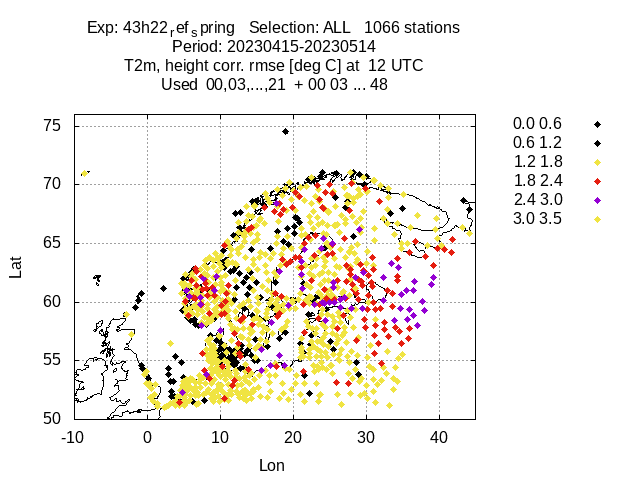 Exp: 43h22refspring Selection: ALL 1066 stations
Period: 20230415-20230514
T2m, height corr. rmse [deg C] at 12 UTC
Used 00,03,...,21 + 00 03 ... 48
0.0 0.6
0.6 1.2
1.2 1.8
1.8 2.4
2.4 3.0
3.0 3.5
75
70
65
60
55
50
Lat
-10 0 10 20 30 40
Lon